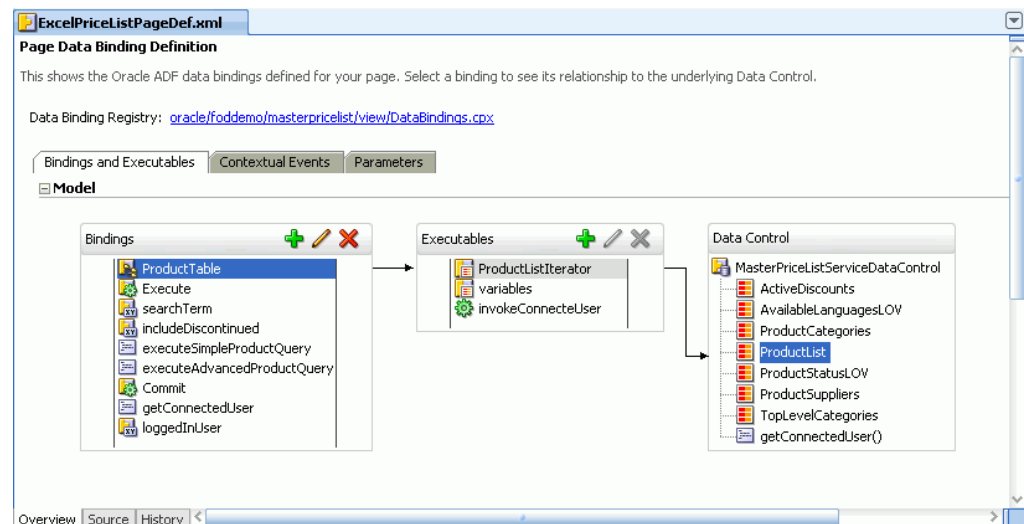 ExcelPriceListPageDef.xml
Page Data Binding Definition
This shows the Oracle ADF data bindings defined for your page. Select a binding to see its relationship to the underlying Data Control.
Data Binding Registry: oracle/foddemo/masterpricelist/view/DataBindings.cpx
Bindings and Executables Contextual Events Parameters
Model
Bindings
ProductTable
Execute
searchTerm
includeDiscontinued
executeSimpleProductQuery
executeAdvancedProductQuery
Commit
getConnectedUser
loggedInUser
Executables
ProductListIterator
variables
invokeConnecteUser
Data Control
MasterPriceListServiceDataControl
ActiveDiscounts
AvailableLanguagesLOV
ProductCategories
ProductList
ProductStatusLOV
ProductSuppliers
TopLevelCategories
getConnectedUser()
Overview Source History